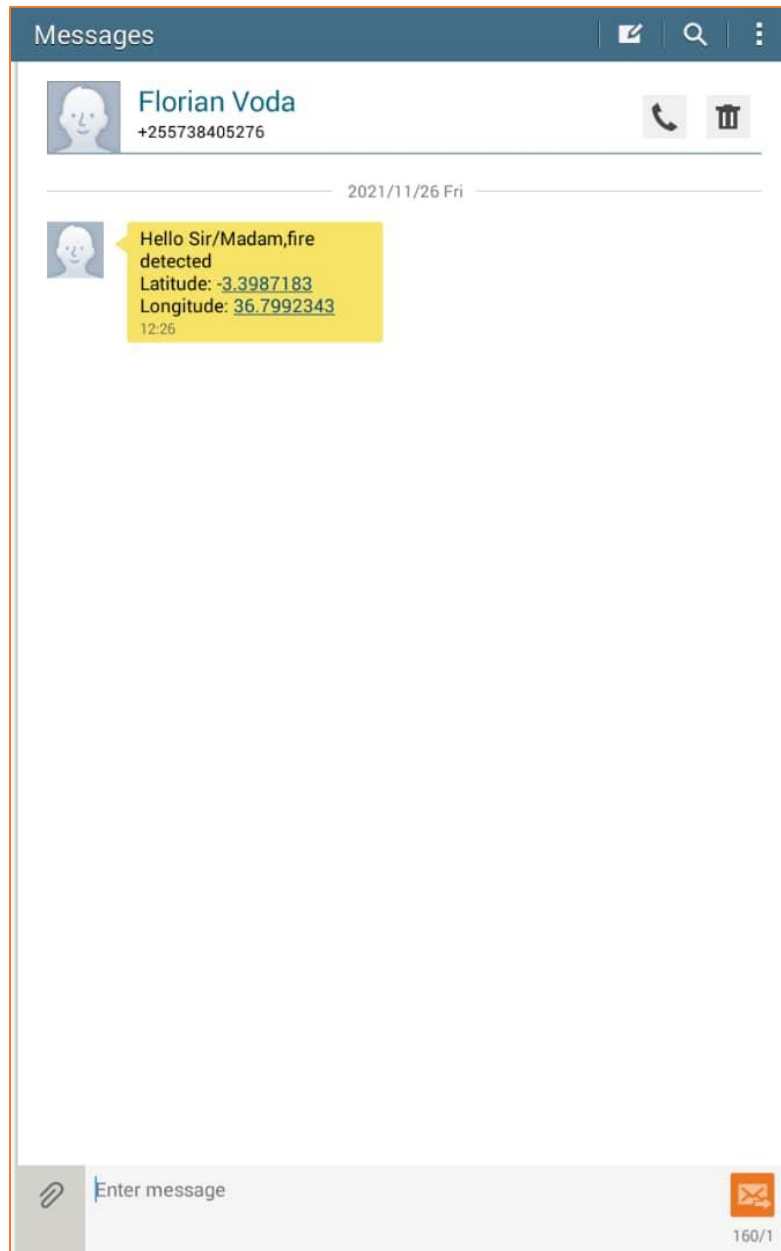 Messages
Florian Voda
+255738405276
2021/11/26 Fri
Hello Sir/Madam,fire
detected
Latitude: -3.3987183
Longitude: 36.7992343
12:26
Enter message
160/1